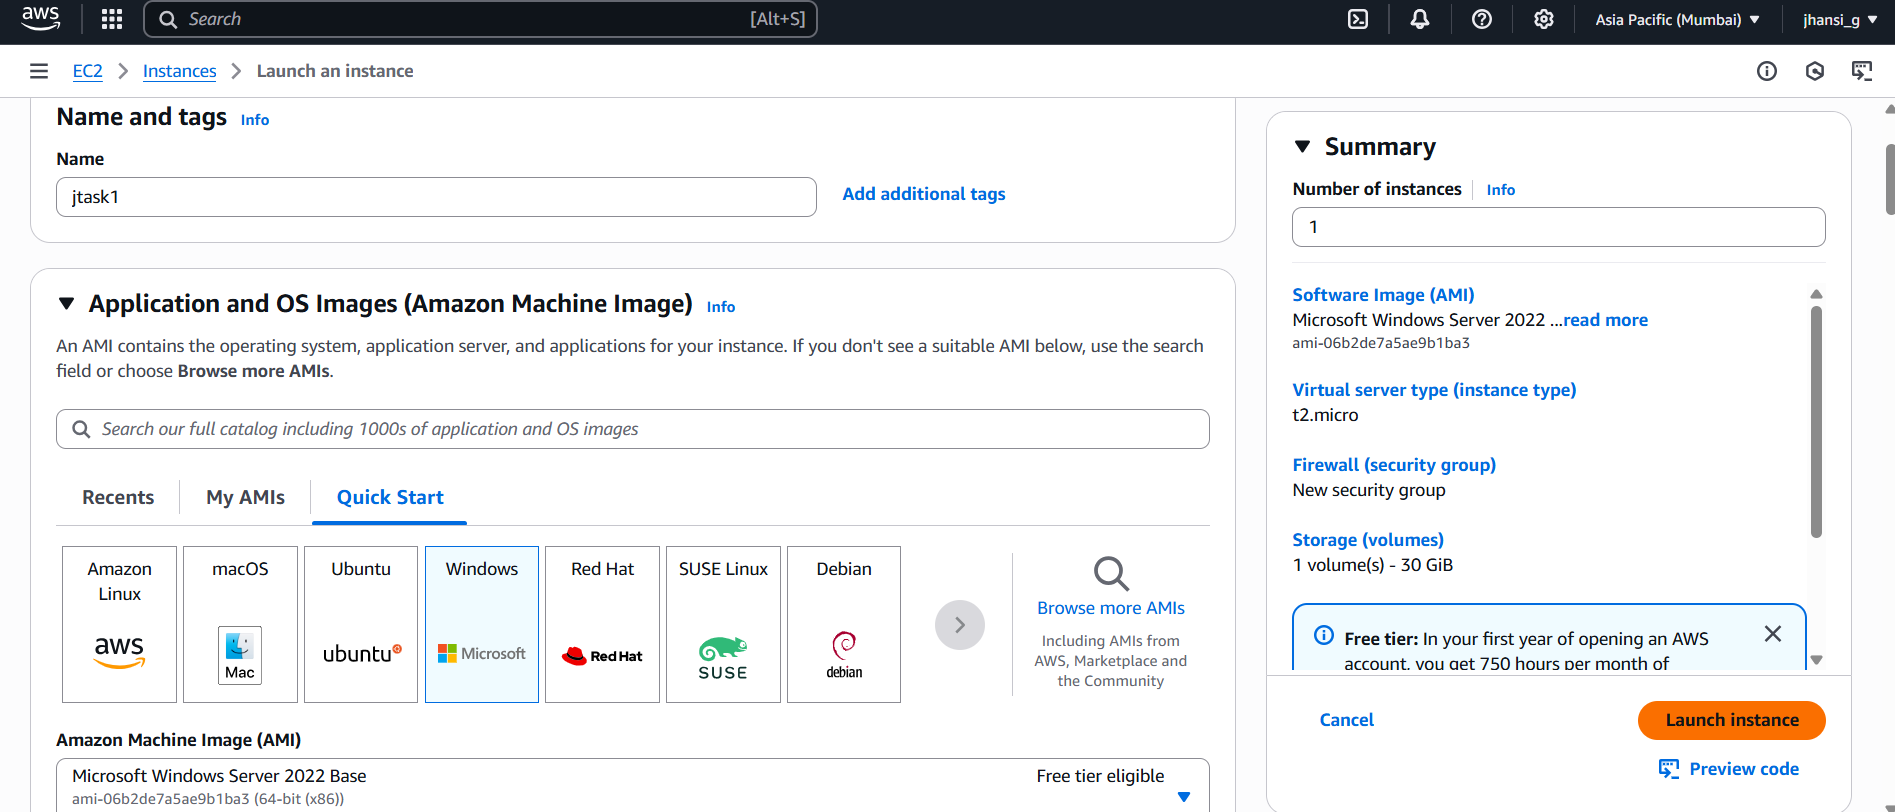 aws
Search [Alt+S]
Asia Pacific (Mumbai)
jhansi_g
EC2
Instances
Launch an instance
Name and tags Info
Name
jtask1
Add additional tags
Application and OS Images (Amazon Machine Image) Info
An AMI contains the operating system, application server, and applications for your instance. If you don't see a suitable AMI below, use the search
field or choose Browse more AMIs.
Search our full catalog including 1000s of application and OS images
Recents
My AMIs
Quick Start
Amazon
Linux
aws
macOS
Mac
Ubuntu
ubuntu
Windows
Microsoft
Red Hat
Red Hat
SUSE Linux
SUSE
Debian
debian
Browse more AMIs
Including AMIs from
AWS, Marketplace and
the Community
Amazon Machine Image (AMI)
Microsoft Windows Server 2022 Base
Free tier eligible
ami-06b2de7a5ae9b1ba3 (64-bit (x86))
Summary
Number of instances Info
1
Software Image (AMI)
Microsoft Windows Server 2022 ...read more
ami-06b2de7a5ae9b1ba3
Virtual server type (instance type)
t2.micro
Firewall (security group)
New security group
Storage (volumes)
1 volume(s) - 30 GiB
Free tier: In your first year of opening an AWS
account, you get 750 hours per month of
Cancel
Launch instance
Preview code